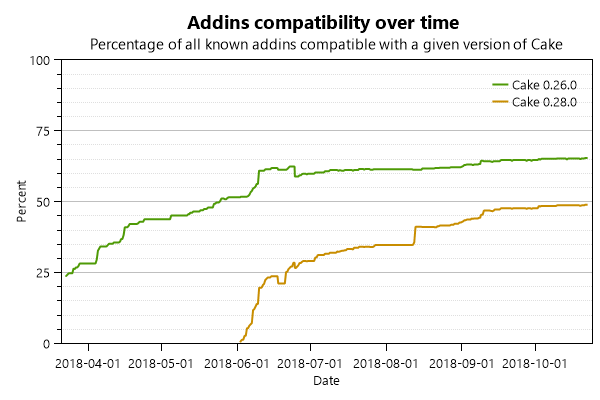 Addins compatibility over time
Percentage of all known addins compatible with a given version of Cake
100
Cake 0.26.0
Cake 0.28.0
75
Percent
50
25
0
2018-04-01 2018-05-01 2018-06-01 2018-07-01 2018-08-01 2018-09-01 2018-10-01
Date